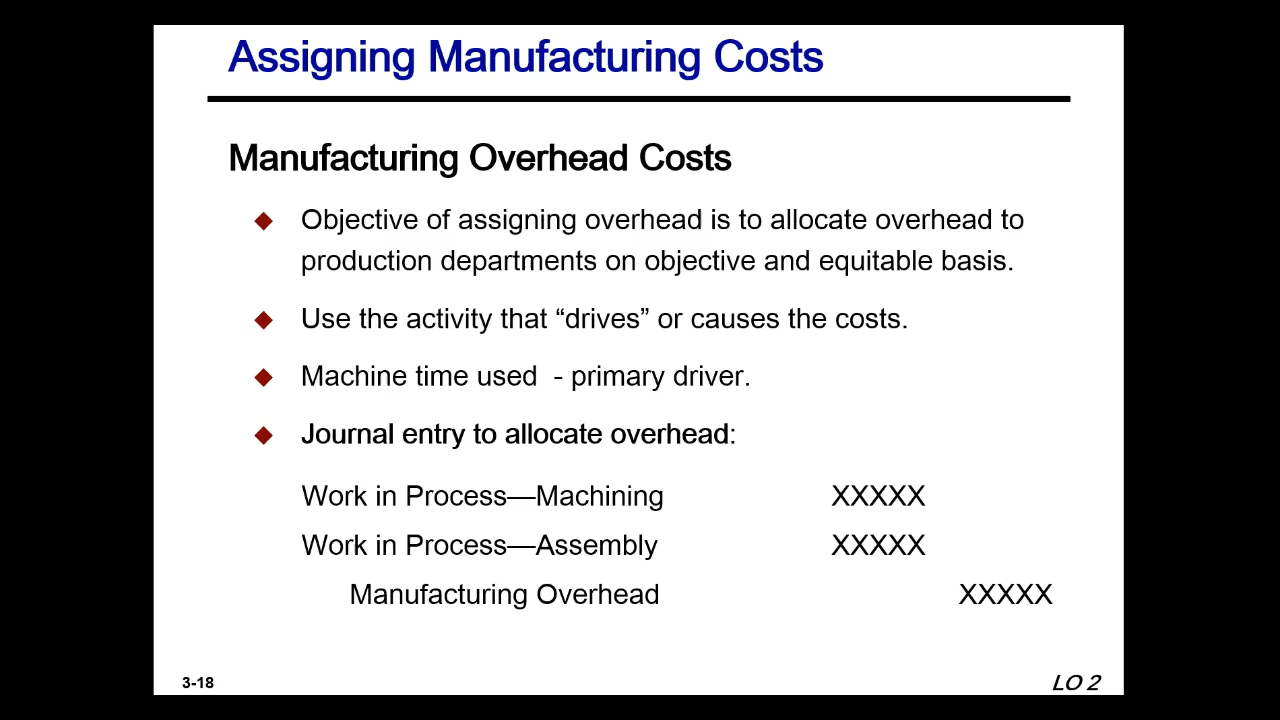 Assigning Manufacturing Costs
Manufacturing Overhead Costs
Objective of assigning overhead is to allocate overhead to
production departments on objective and equitable basis.
Use the activity that “drives” or causes the costs.
Machine time used - primary driver.
Journal entry to allocate overhead:
Work in Process—Machining XXXXX
Work in Process—Assembly XXXXX
Manufacturing Overhead XXXXX
3-18 LO 2